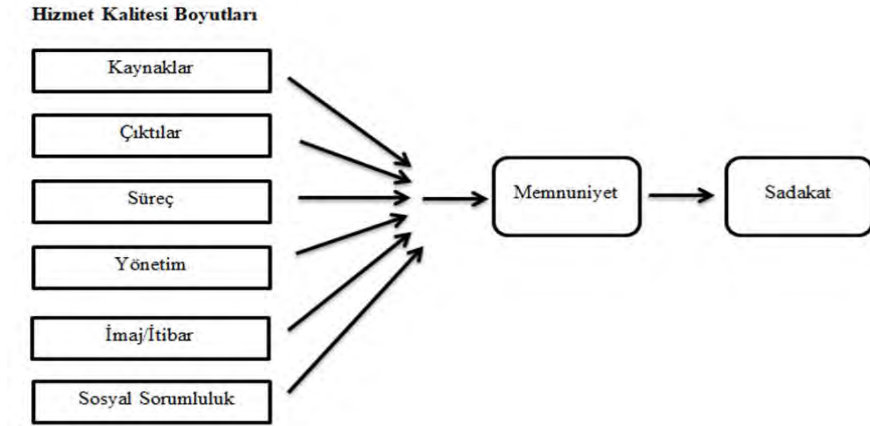 Hizmet Kalitesi Boyutları
Kaynaklar
Çıktılar
Süreç
Yönetim
İmaj/İtibar
Sosyal Sorumluluk
Memnuniyet
Sadakat